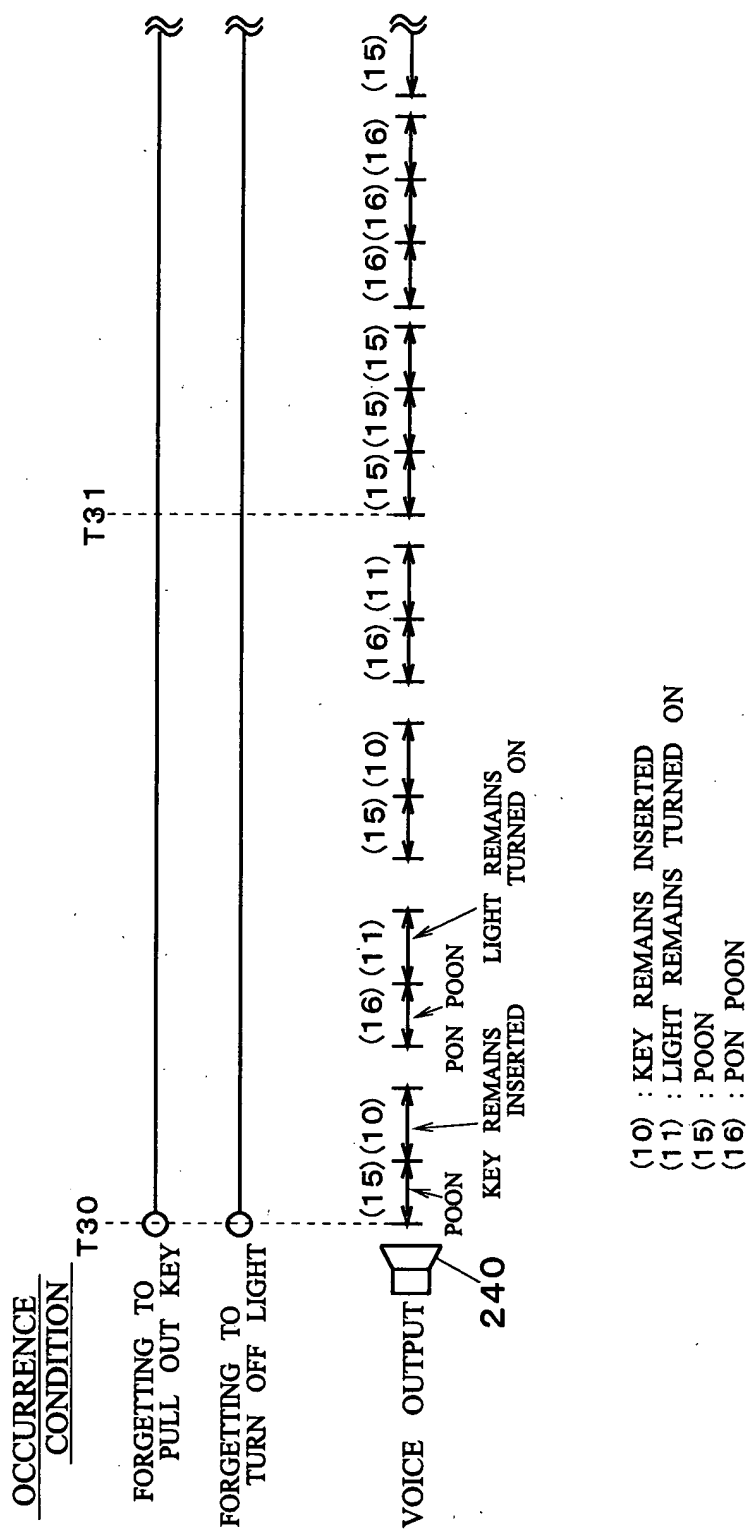 OCCURRENCE
CONDITION
T30
T31
FORGETTING TO
PULL OUT KEY
FORGETTING TO
TURN OFF LIGHT
VOICE OUTPUT
240
(15) (10) (16) (11) (15) (10) (16) (11) (15) (15) (15) (16) (16) (16) (15)
POON
KEY REMAINS
INSERTED
PON POON
LIGHT REMAINS
TURNED ON
(10) : KEY REMAINS INSERTED
(11) : LIGHT REMAINS TURNED ON
(15) : POON
(16) : PON POON